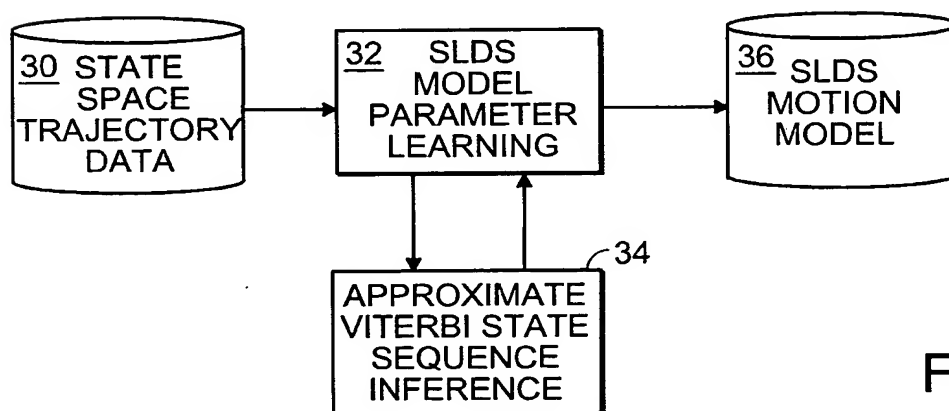 30 STATE
SPACE
TRAJECTORY
DATA
32 SLDS
MODEL
PARAMETER
LEARNING
36 SLDS
MOTION
MODEL
34
APPROXIMATE
VITERBI STATE
SEQUENCE
INFERENCE
F